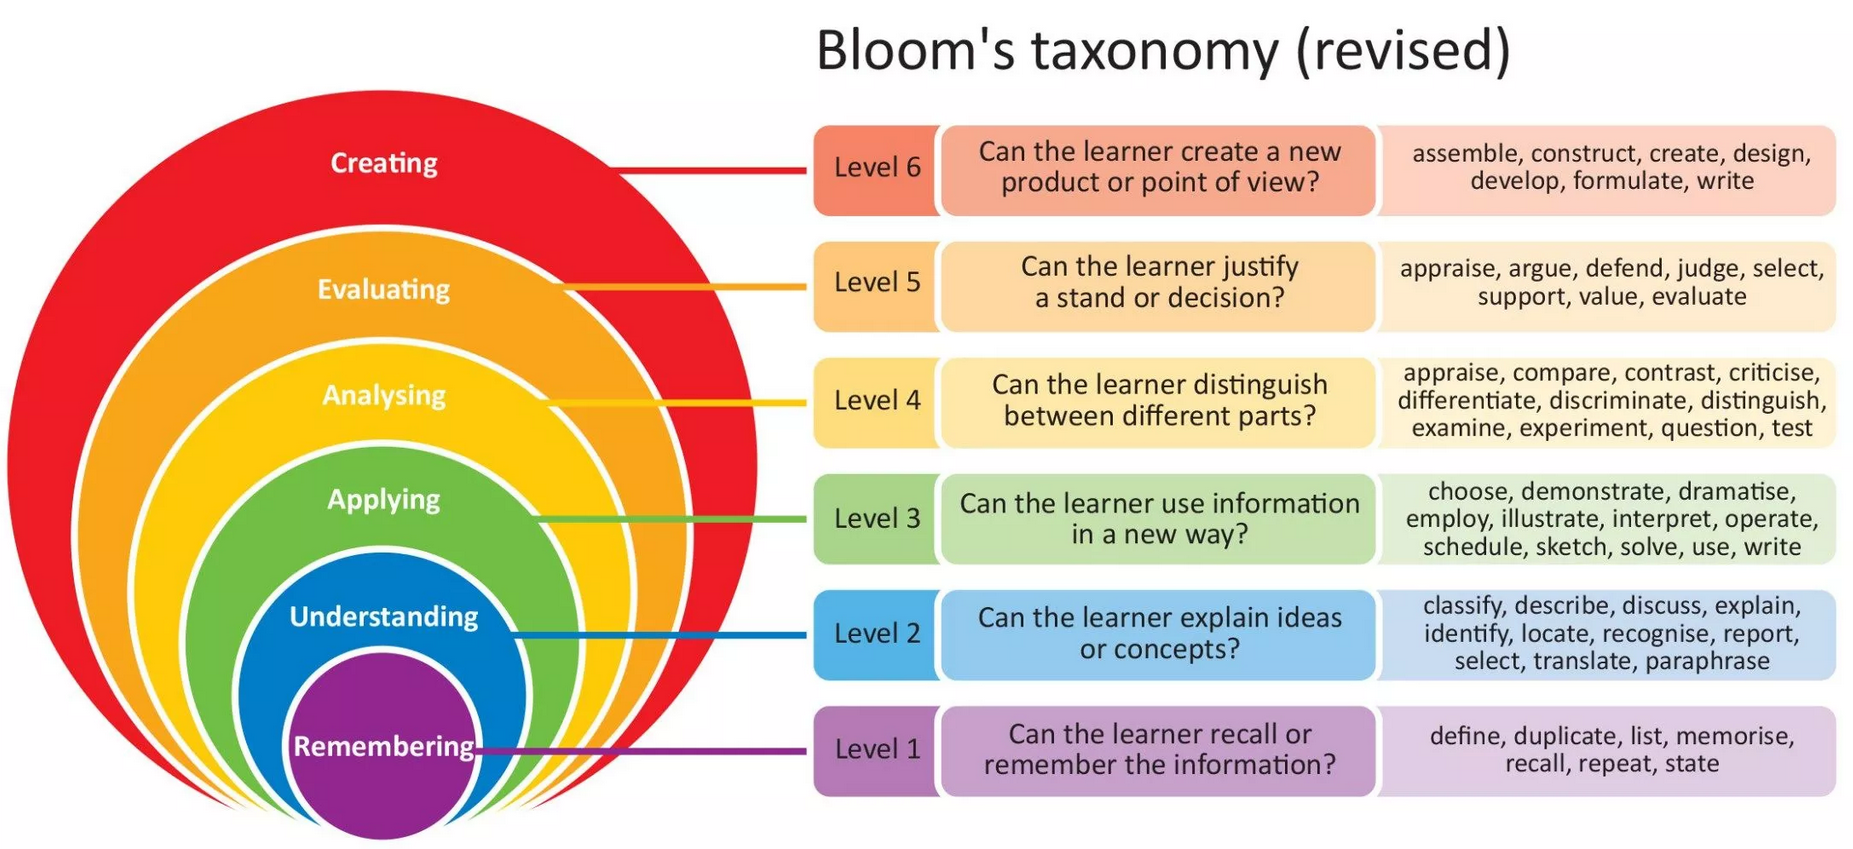 Bloom's taxonomy (revised)
Creating
Level 6
Can the learner create a new
product or point of view?
assemble, construct, create, design,
develop, formulate, write
Evaluating
Level 5
Can the learner justify
a stand or decision?
appraise, argue, defend, judge, select,
support, value, evaluate
Analysing
Level 4
Can the learner distinguish
between different parts?
appraise, compare, contrast, criticise,
differentiate, discriminate, distinguish,
examine, experiment, question, test
Applying
Level 3
Can the learner use information
in a new way?
choose, demonstrate, dramatise,
employ, illustrate, interpret, operate,
schedule, sketch, solve, use, write
Understanding
Level 2
Can the learner explain ideas
or concepts?
classify, describe, discuss, explain,
identify, locate, recognise, report,
select, translate, paraphrase
Remembering
Level 1
Can the learner recall or
remember the information?
define, duplicate, list, memorise,
recall, repeat, state